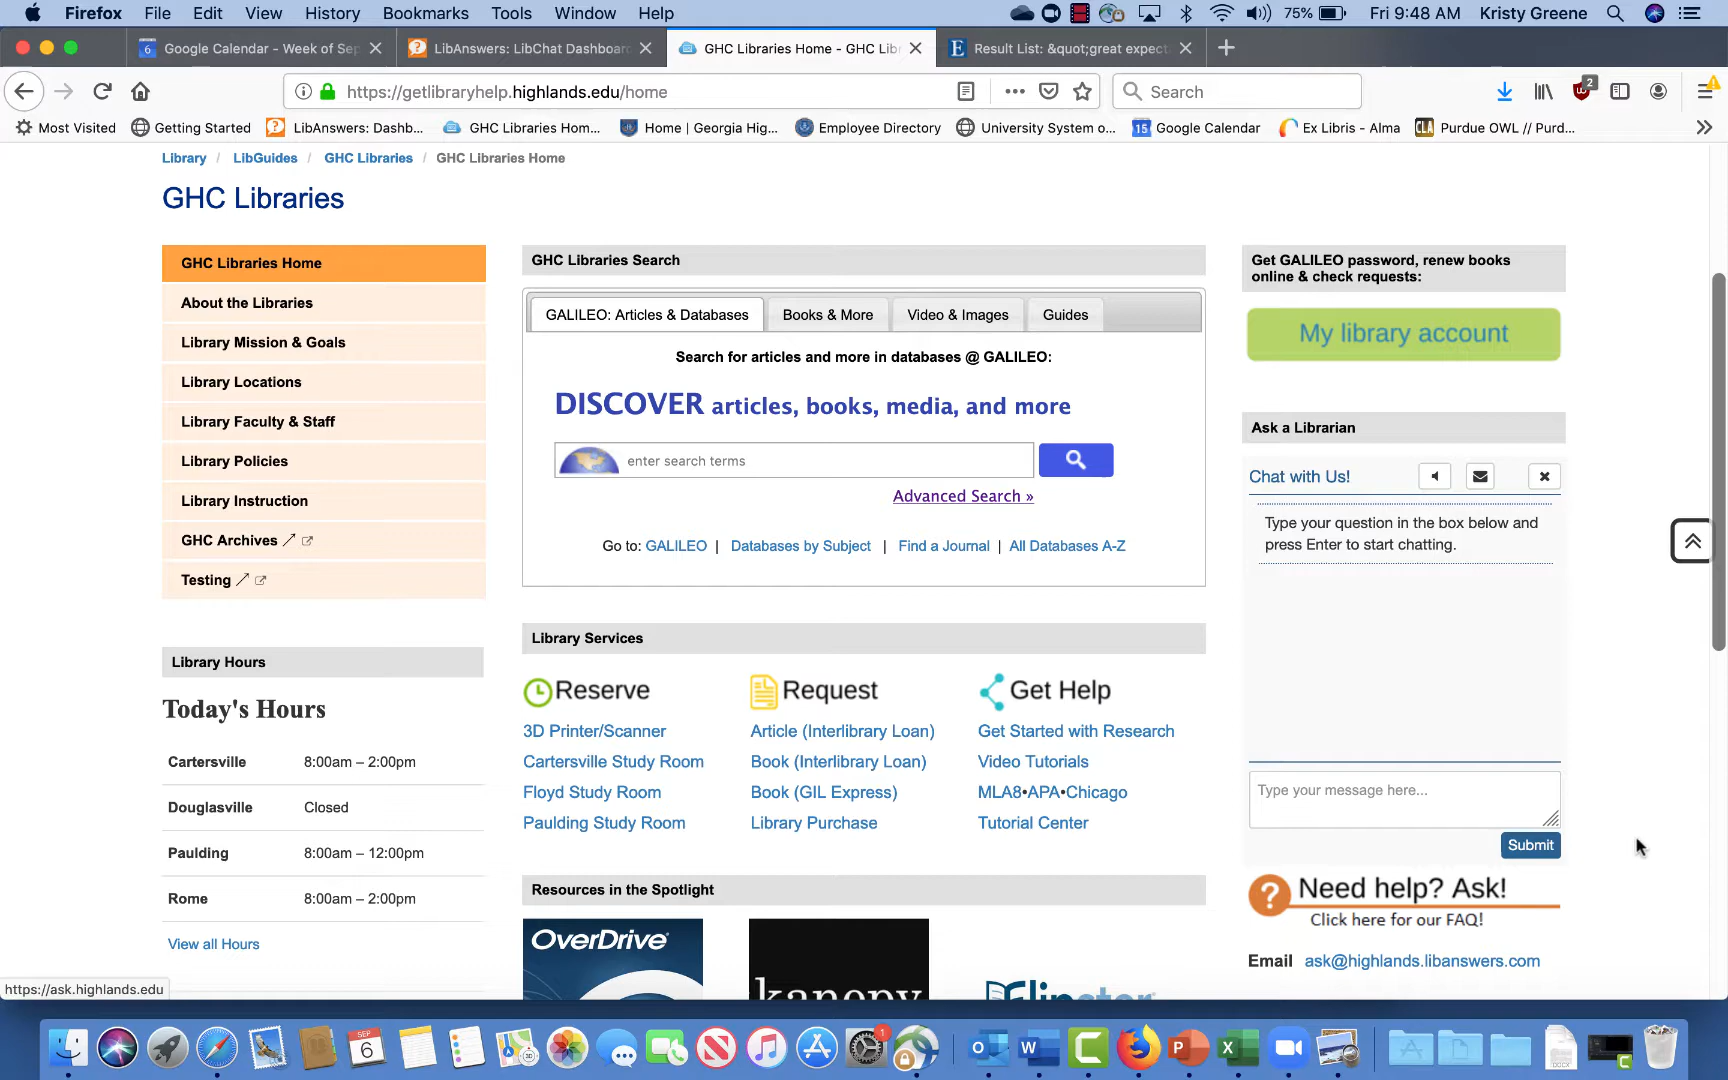 Firefox File Edit View History Bookmarks Tools Window Help 75% Fri 9:48 AM Kristy Greene
Google Calendar - Week of Sep LibAnswers: LibChat Dashboard GHC Libraries Home - GHC Lib Result List: &quot;great expect
https://getlibraryhelp.highlands.edu/home Search 2
Most Visited Getting Started LibAnswers: Dashb... GHC Libraries Hom... Home | Georgia Hig... Employee Directory University System o... 15 Google Calendar Ex Libris - Alma CLA Purdue OWL // Purd...
Library / LibGuides / GHC Libraries / GHC Libraries Home
GHC Libraries
GHC Libraries Home
About the Libraries
Library Mission & Goals
Library Locations
Library Faculty & Staff
Library Policies
Library Instruction
GHC Archives
Testing
Library Hours
Today's Hours
Cartersville 8:00am – 2:00pm
Douglasville Closed
Paulding 8:00am – 12:00pm
Rome 8:00am – 2:00pm
View all Hours
GHC Libraries Search
GALILEO: Articles & Databases Books & More Video & Images Guides
Search for articles and more in databases @ GALILEO:
DISCOVER articles, books, media, and more
enter search terms
Advanced Search »
Go to: GALILEO | Databases by Subject | Find a Journal | All Databases A-Z
Library Services
Reserve
3D Printer/Scanner
Cartersville Study Room
Floyd Study Room
Paulding Study Room
Request
Article (Interlibrary Loan)
Book (Interlibrary Loan)
Book (GIL Express)
Library Purchase
Get Help
Get Started with Research
Video Tutorials
MLA8•APA•Chicago
Tutorial Center
Resources in the Spotlight
OverDrive
kanopy
Flipster
Get GALILEO password, renew books
online & check requests:
My library account
Ask a Librarian
Chat with Us!
Type your question in the box below and
press Enter to start chatting.
Type your message here...
Submit
Need help? Ask!
Click here for our FAQ!
Email ask@highlands.libanswers.com
https://ask.highlands.edu
SEP
6
3D
1
W
P
X
DOCX